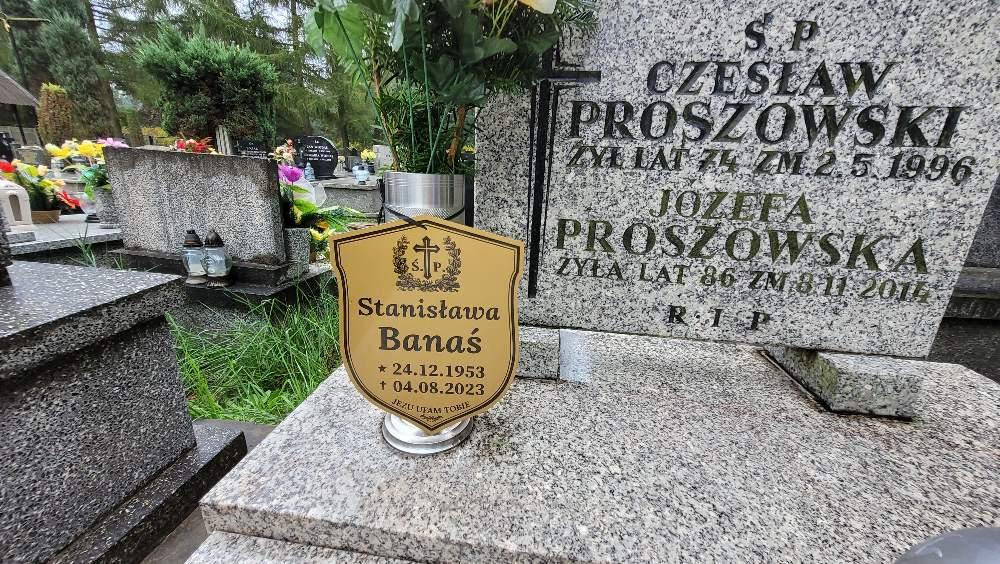 Ś. P
CZESŁAW
PROSZOWSKI
ŻYŁ LAT 74 ZM 2.5.1996
JÓZEFA
PROSZOWSKA
ŻYŁA LAT 86 ZM 8.11.2014
R.I P
Ś. P.
Stanisława
Banaś
★ 24.12.1953
† 04.08.2023
JEZU UFAM TOBIE